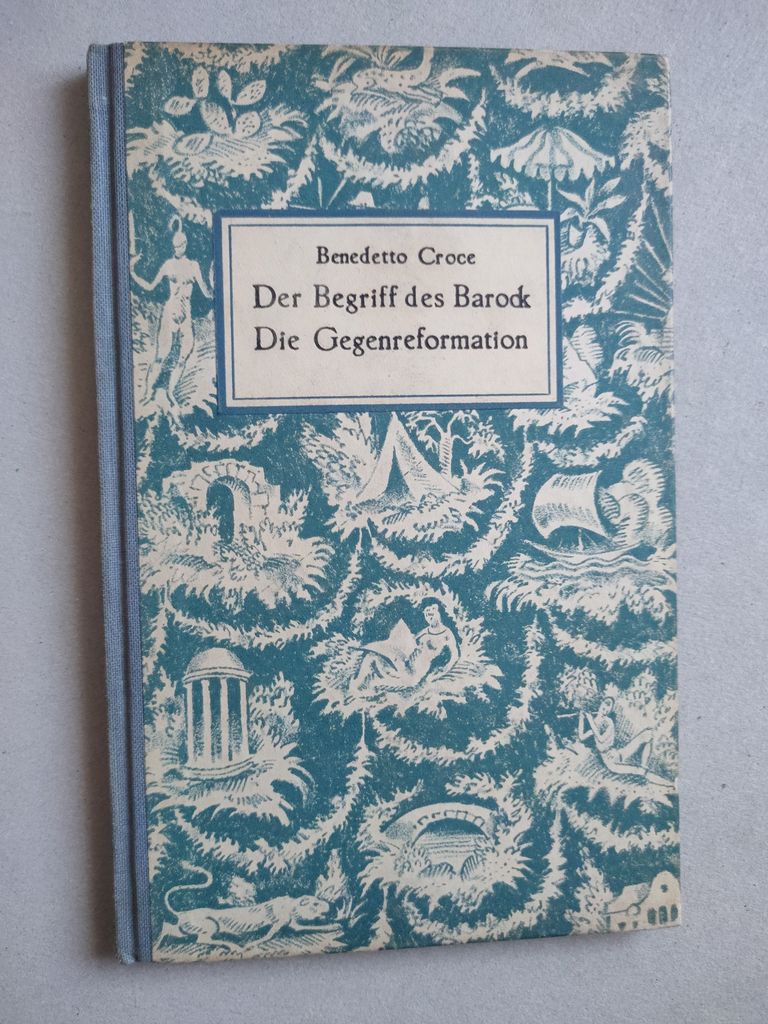 Benedetto Croce
Der Begriff des Barock
Die Gegenreformation